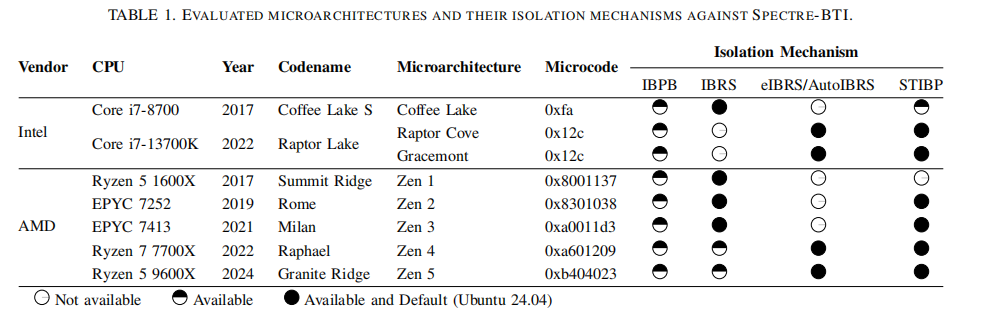 TABLE 1. EVALUATED MICROARCHITECTURES AND THEIR ISOLATION MECHANISMS AGAINST SPECTRE-BTI.
Isolation Mechanism
Vendor CPU Year Codename Microarchitecture Microcode
IBPB IBRS eIBRS/AutoIBRS STIBP
Core i7-8700 2017 Coffee Lake S Coffee Lake 0xfa
Intel
Raptor Cove 0x12c
Core i7-13700K 2022 Raptor Lake
Gracemont 0x12c
Ryzen 5 1600X 2017 Summit Ridge Zen 1 0x8001137
EPYC 7252 2019 Rome Zen 2 0x8301038
AMD EPYC 7413 2021 Milan Zen 3 0xa0011d3
Ryzen 7 7700X 2022 Raphael Zen 4 0xa601209
Ryzen 5 9600X 2024 Granite Ridge Zen 5 0xb404023
Not available Available Available and Default (Ubuntu 24.04)